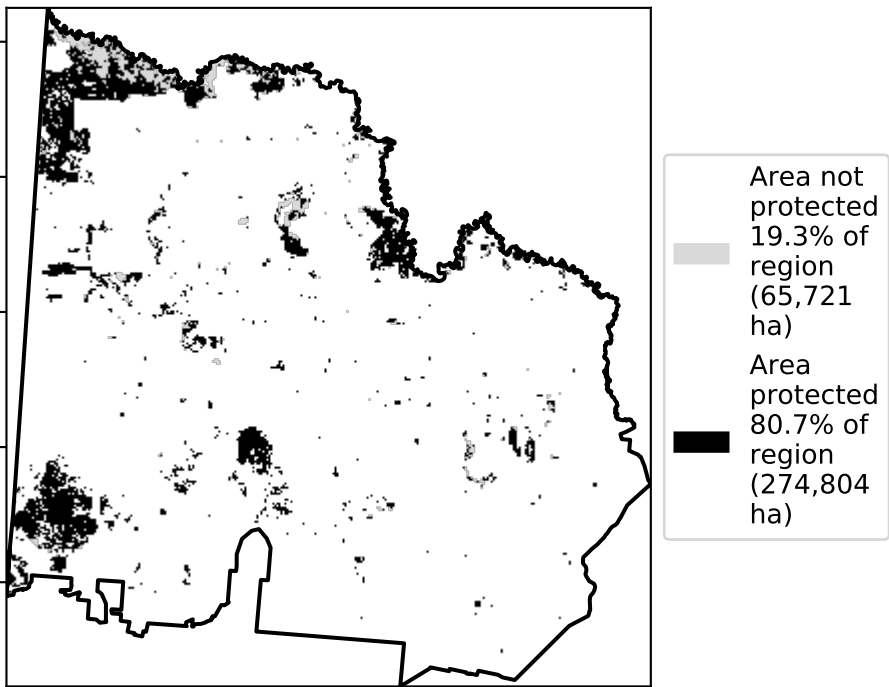 Area not
protected
19.3% of
region
(65,721
ha)
Area
protected
80.7% of
region
(274,804
ha)